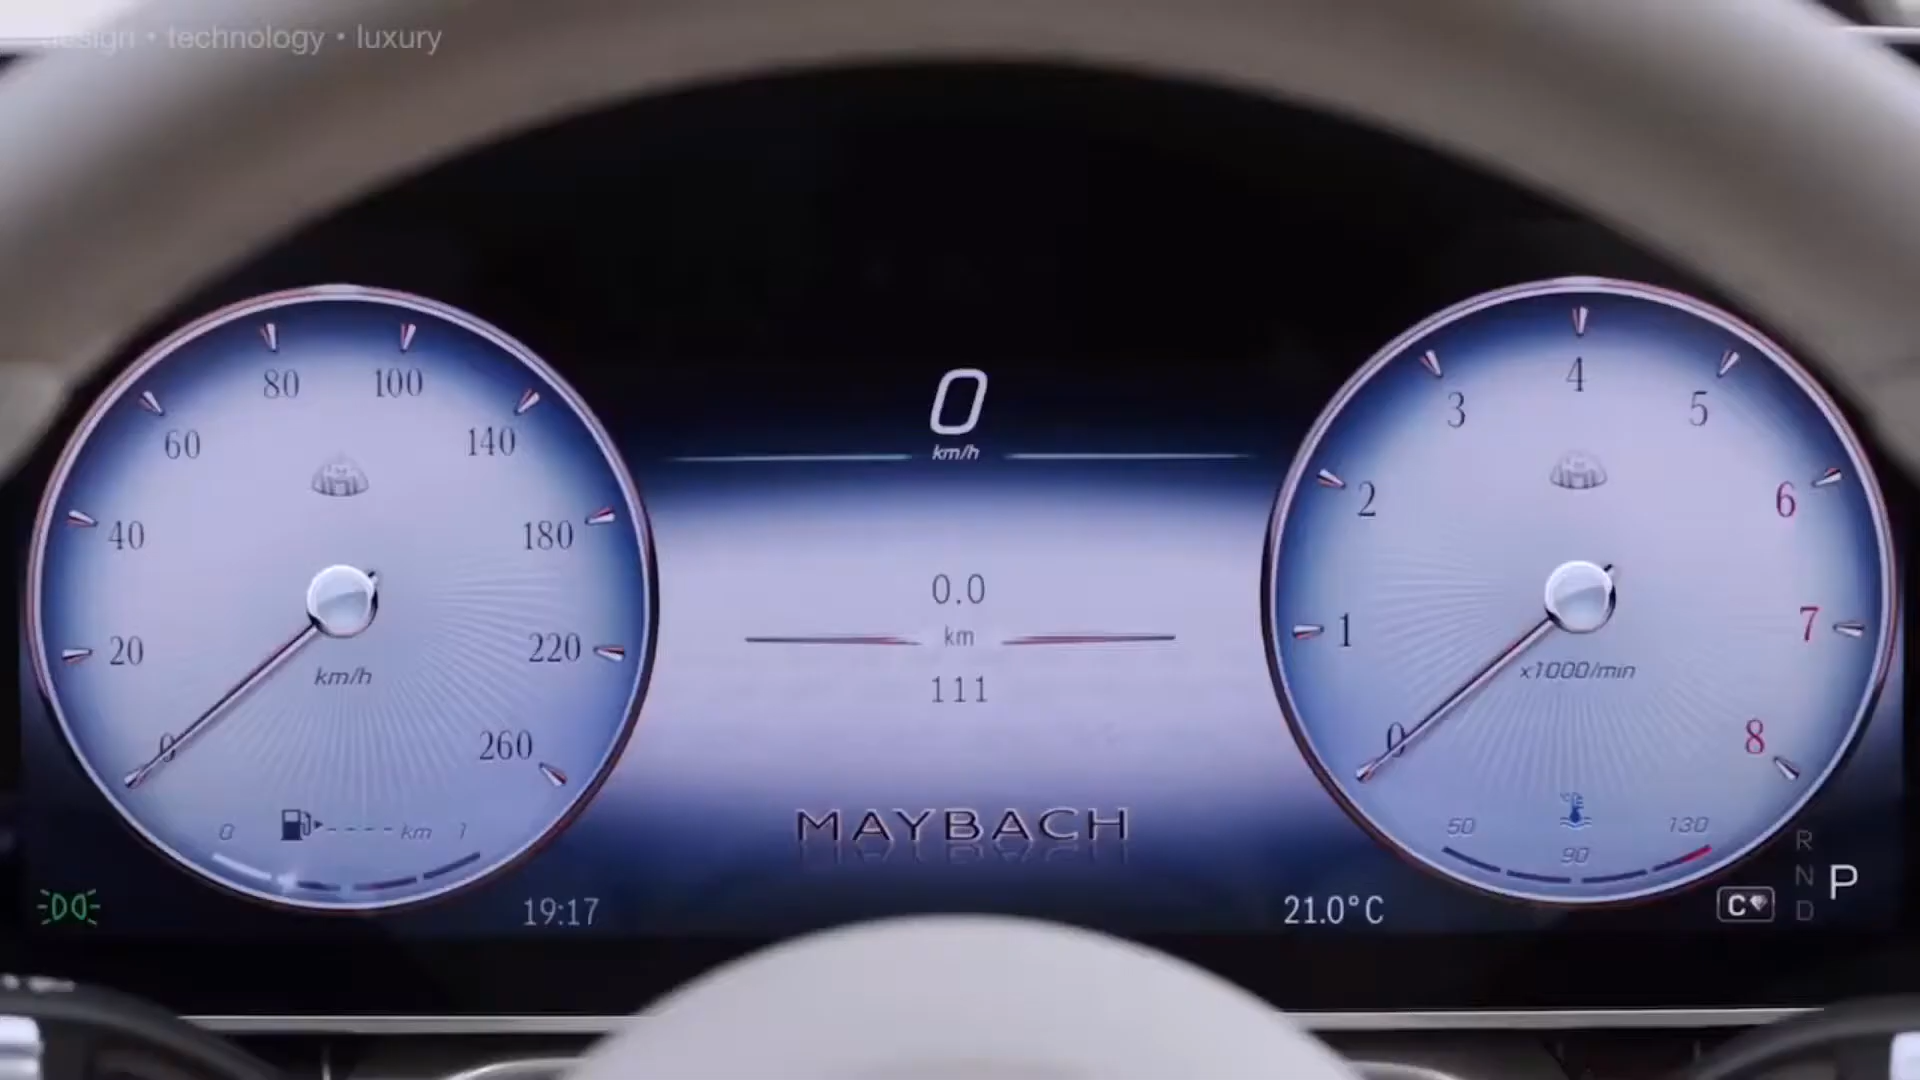 design • technology • luxury
0
km/h
0.0
km
111
MAYBACH
0
20
40
60
80
100
140
180
220
260
km/h
0
km
1
19:17
0
1
2
3
4
5
6
7
8
x1000/min
50
90
130
21.0°C
C
R
N
D
P